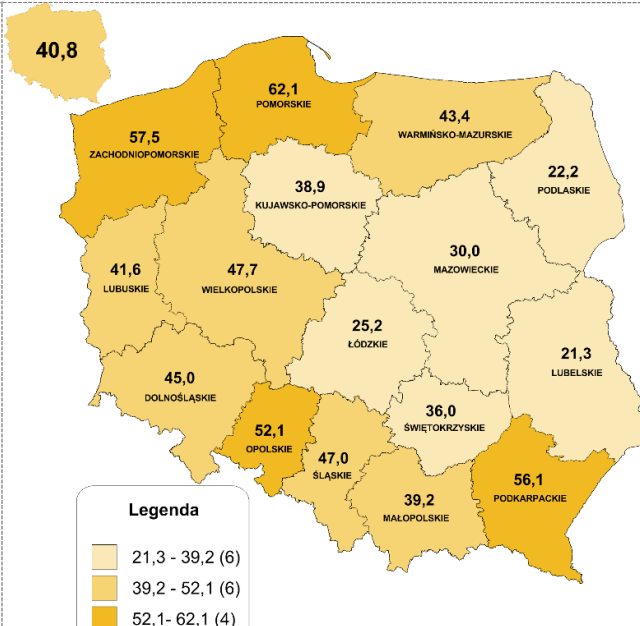 40,8
62,1
POMORSKIE
57,5
ZACHODNIOPOMORSKIE
43,4
WARMIŃSKO-MAZURSKIE
22,2
PODLASKIE
38,9
KUJAWSKO-POMORSKIE
30,0
MAZOWIECKIE
41,6
LUBUSKIE
47,7
WIELKOPOLSKIE
25,2
ŁÓDZKIE
21,3
LUBELSKIE
45,0
DOLNOŚLĄSKIE
36,0
ŚWIĘTOKRZYSKIE
52,1
OPOLSKIE
47,0
ŚLĄSKIE
56,1
PODKARPACKIE
39,2
MAŁOPOLSKIE
Legenda
21,3 - 39,2 (6)
39,2 - 52,1 (6)
52,1- 62,1 (4)